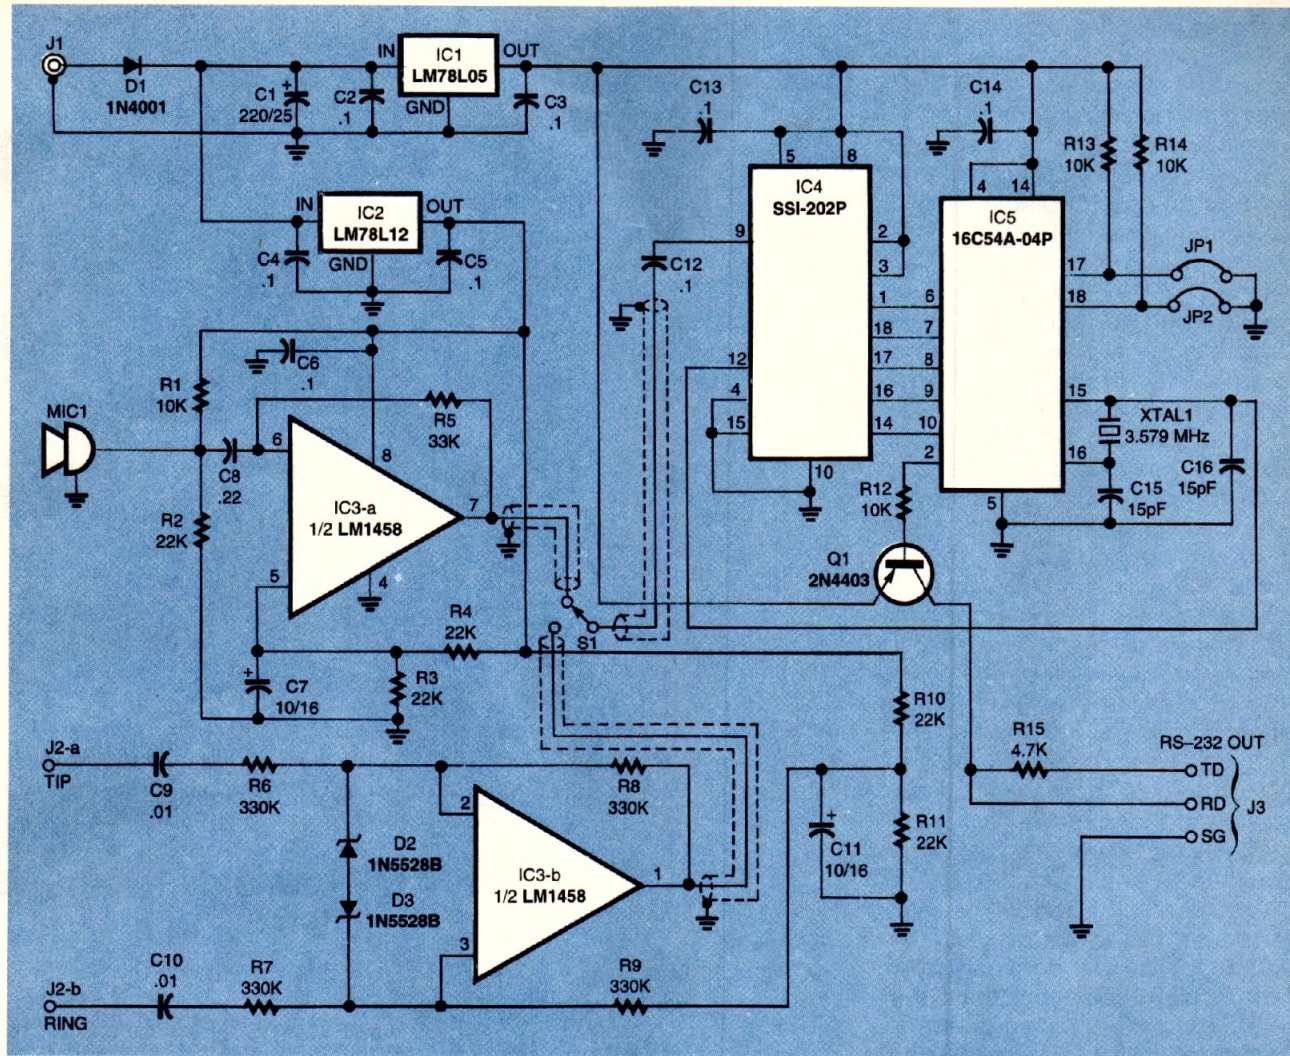 J1
D1
1N4001
C1
220/25
+
C2
.1
IN
IC1
LM78L05
OUT
GND
C3
.1
IN
IC2
LM78L12
OUT
GND
C4
.1
C5
.1
C13
.1
C14
.1
R13
10K
R14
10K
5
8
IC4
SSI-202P
9
2
3
1
18
17
16
14
12
4
15
10
4
14
IC5
16C54A-04P
17
18
6
7
8
9
10
2
15
16
5
JP1
JP2
C12
.1
XTAL1
3.579 MHz
C15
15pF
C16
15pF
R12
10K
Q1
2N4403
MIC1
R1
10K
R2
22K
C6
.1
C8
.22
R5
33K
6
8
IC3-a
1/2 LM1458
7
5
4
S1
R4
22K
+
C7
10/16
R3
22K
R10
22K
R15
4.7K
RS–232 OUT
TD
RD
SG
J3
J2-a
TIP
C9
.01
R6
330K
R8
330K
2
D2
1N5528B
D3
1N5528B
IC3-b
1/2 LM1458
1
3
+
C11
10/16
R11
22K
J2-b
RING
C10
.01
R7
330K
R9
330K